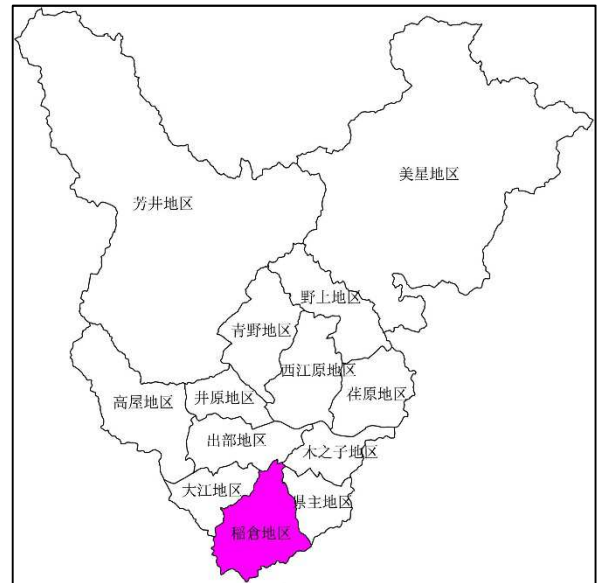 美星地区
芳井地区
野上地区
青野地区
西江原地区
荏原地区
井原地区
高屋地区
出部地区
木之子地区
大江地区
県主地区
稲倉地区